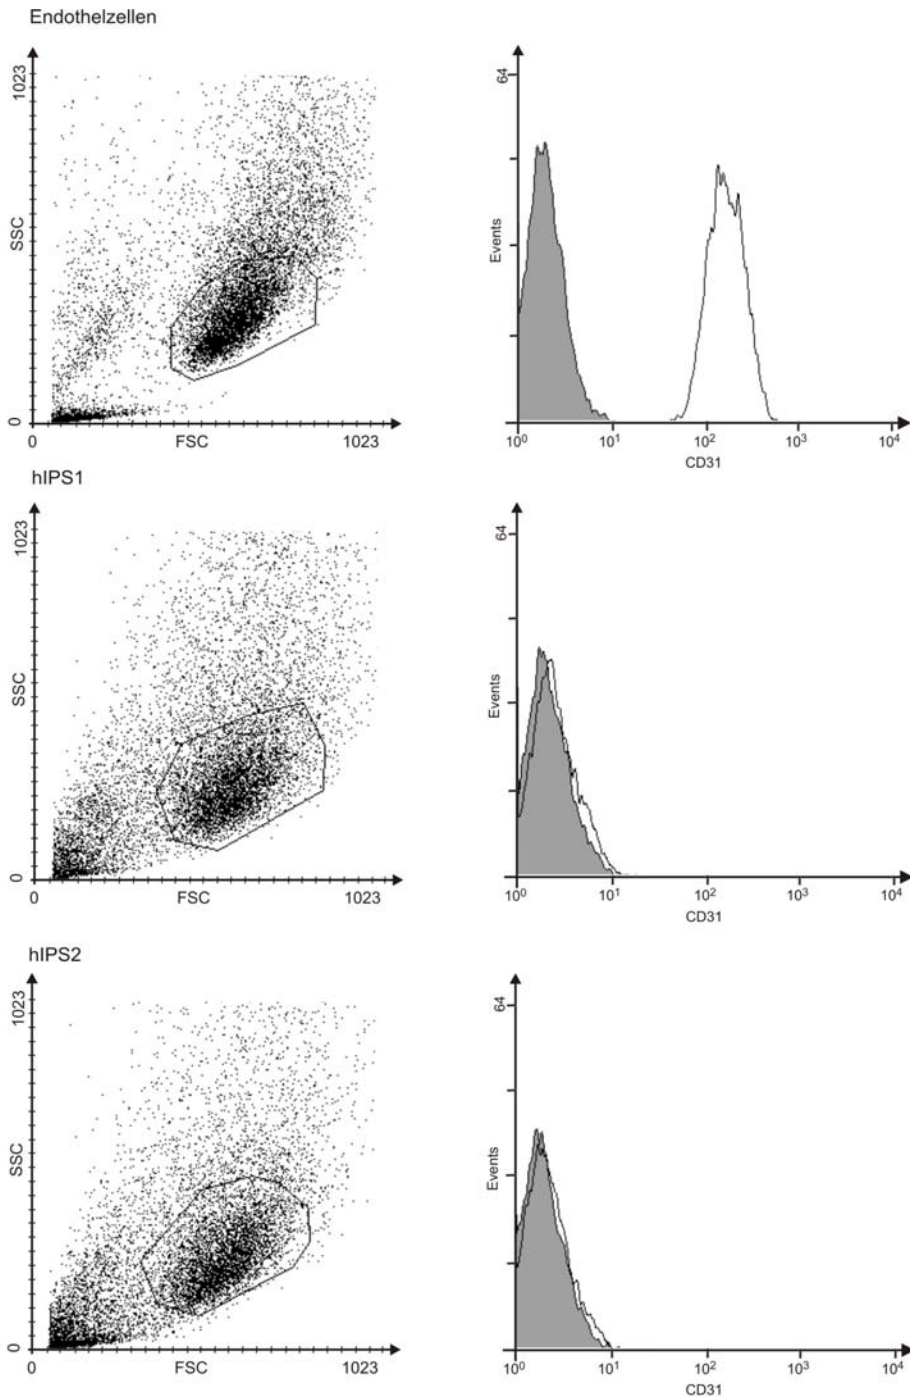 Endothelzellen
1023
SSC
0
0 FSC 1023
64
Events
10⁰ 10¹ 10² 10³ 10⁴
CD31
hIPS1
1023
SSC
0
0 FSC 1023
64
Events
10⁰ 10¹ 10² 10³ 10⁴
CD31
hIPS2
1023
SSC
0
0 FSC 1023
64
Events
10⁰ 10¹ 10² 10³ 10⁴
CD31